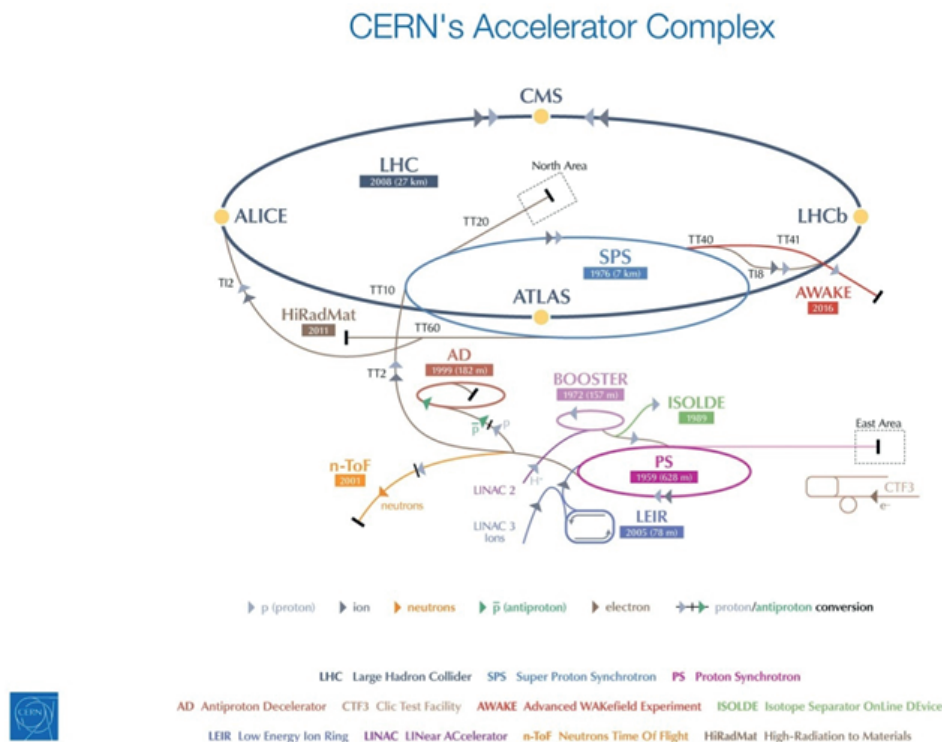 CERN's Accelerator Complex
CMS
LHC
2008 (27 km)
North Area
ALICE
TT20
LHCb
TT40
TT41
SPS
1976 (7 km)
TI8
TI2
TT10
ATLAS
AWAKE
2016
HiRadMat
2011
TT60
AD
1999 (182 m)
TT2
BOOSTER
1972 (157 m)
ISOLDE
1989
p̄
p
East Area
n-ToF
2001
PS
1959 (628 m)
H⁺
LINAC 2
neutrons
CTF3
e-
LEIR
2005 (78 m)
LINAC 3
Ions
p (proton) ion neutrons p̄ (antiproton) electron proton/antiproton conversion
LHC Large Hadron Collider SPS Super Proton Synchrotron PS Proton Synchrotron
AD Antiproton Decelerator CTF3 Clic Test Facility AWAKE Advanced WAKefield Experiment ISOLDE Isotope Separator OnLine DEvice
LEIR Low Energy Ion Ring LINAC LINear ACcelerator n-ToF Neutrons Time Of Flight HiRadMat High-Radiation to Materials
CERN